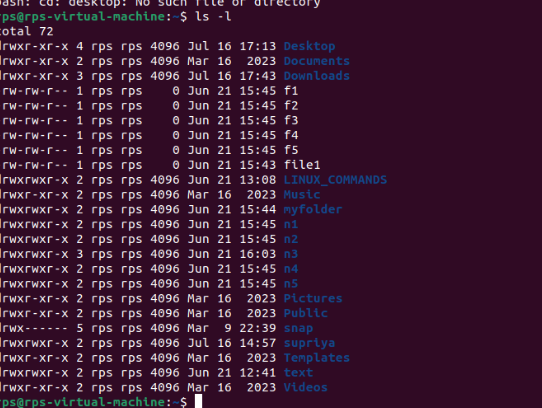 bash: cd: desktop: No such file or directory
rps@rps-virtual-machine:~$ ls -l
total 72
drwxr-xr-x 4 rps rps 4096 Jul 16 17:13 Desktop
drwxr-xr-x 2 rps rps 4096 Mar 16  2023 Documents
drwxr-xr-x 3 rps rps 4096 Jul 16 17:43 Downloads
-rw-rw-r-- 1 rps rps    0 Jun 21 15:45 f1
-rw-rw-r-- 1 rps rps    0 Jun 21 15:45 f2
-rw-rw-r-- 1 rps rps    0 Jun 21 15:45 f3
-rw-rw-r-- 1 rps rps    0 Jun 21 15:45 f4
-rw-rw-r-- 1 rps rps    0 Jun 21 15:45 f5
-rw-rw-r-- 1 rps rps    0 Jun 21 15:43 file1
drwxrwxr-x 2 rps rps 4096 Jun 21 13:08 LINUX_COMMANDS
drwxr-xr-x 2 rps rps 4096 Mar 16  2023 Music
drwxrwxr-x 2 rps rps 4096 Jun 21 15:44 myfolder
drwxrwxr-x 2 rps rps 4096 Jun 21 15:45 n1
drwxrwxr-x 2 rps rps 4096 Jun 21 15:45 n2
drwxrwxr-x 3 rps rps 4096 Jun 21 16:03 n3
drwxrwxr-x 2 rps rps 4096 Jun 21 15:45 n4
drwxrwxr-x 2 rps rps 4096 Jun 21 15:45 n5
drwxr-xr-x 2 rps rps 4096 Mar 16  2023 Pictures
drwxr-xr-x 2 rps rps 4096 Mar 16  2023 Public
drwx------ 5 rps rps 4096 Mar  9 22:39 snap
drwxrwxr-x 2 rps rps 4096 Jul 16 14:57 supriya
drwxr-xr-x 2 rps rps 4096 Mar 16  2023 Templates
drwxrwxr-x 2 rps rps 4096 Jun 21 12:41 text
drwxr-xr-x 2 rps rps 4096 Mar 16  2023 Videos
rps@rps-virtual-machine:~$